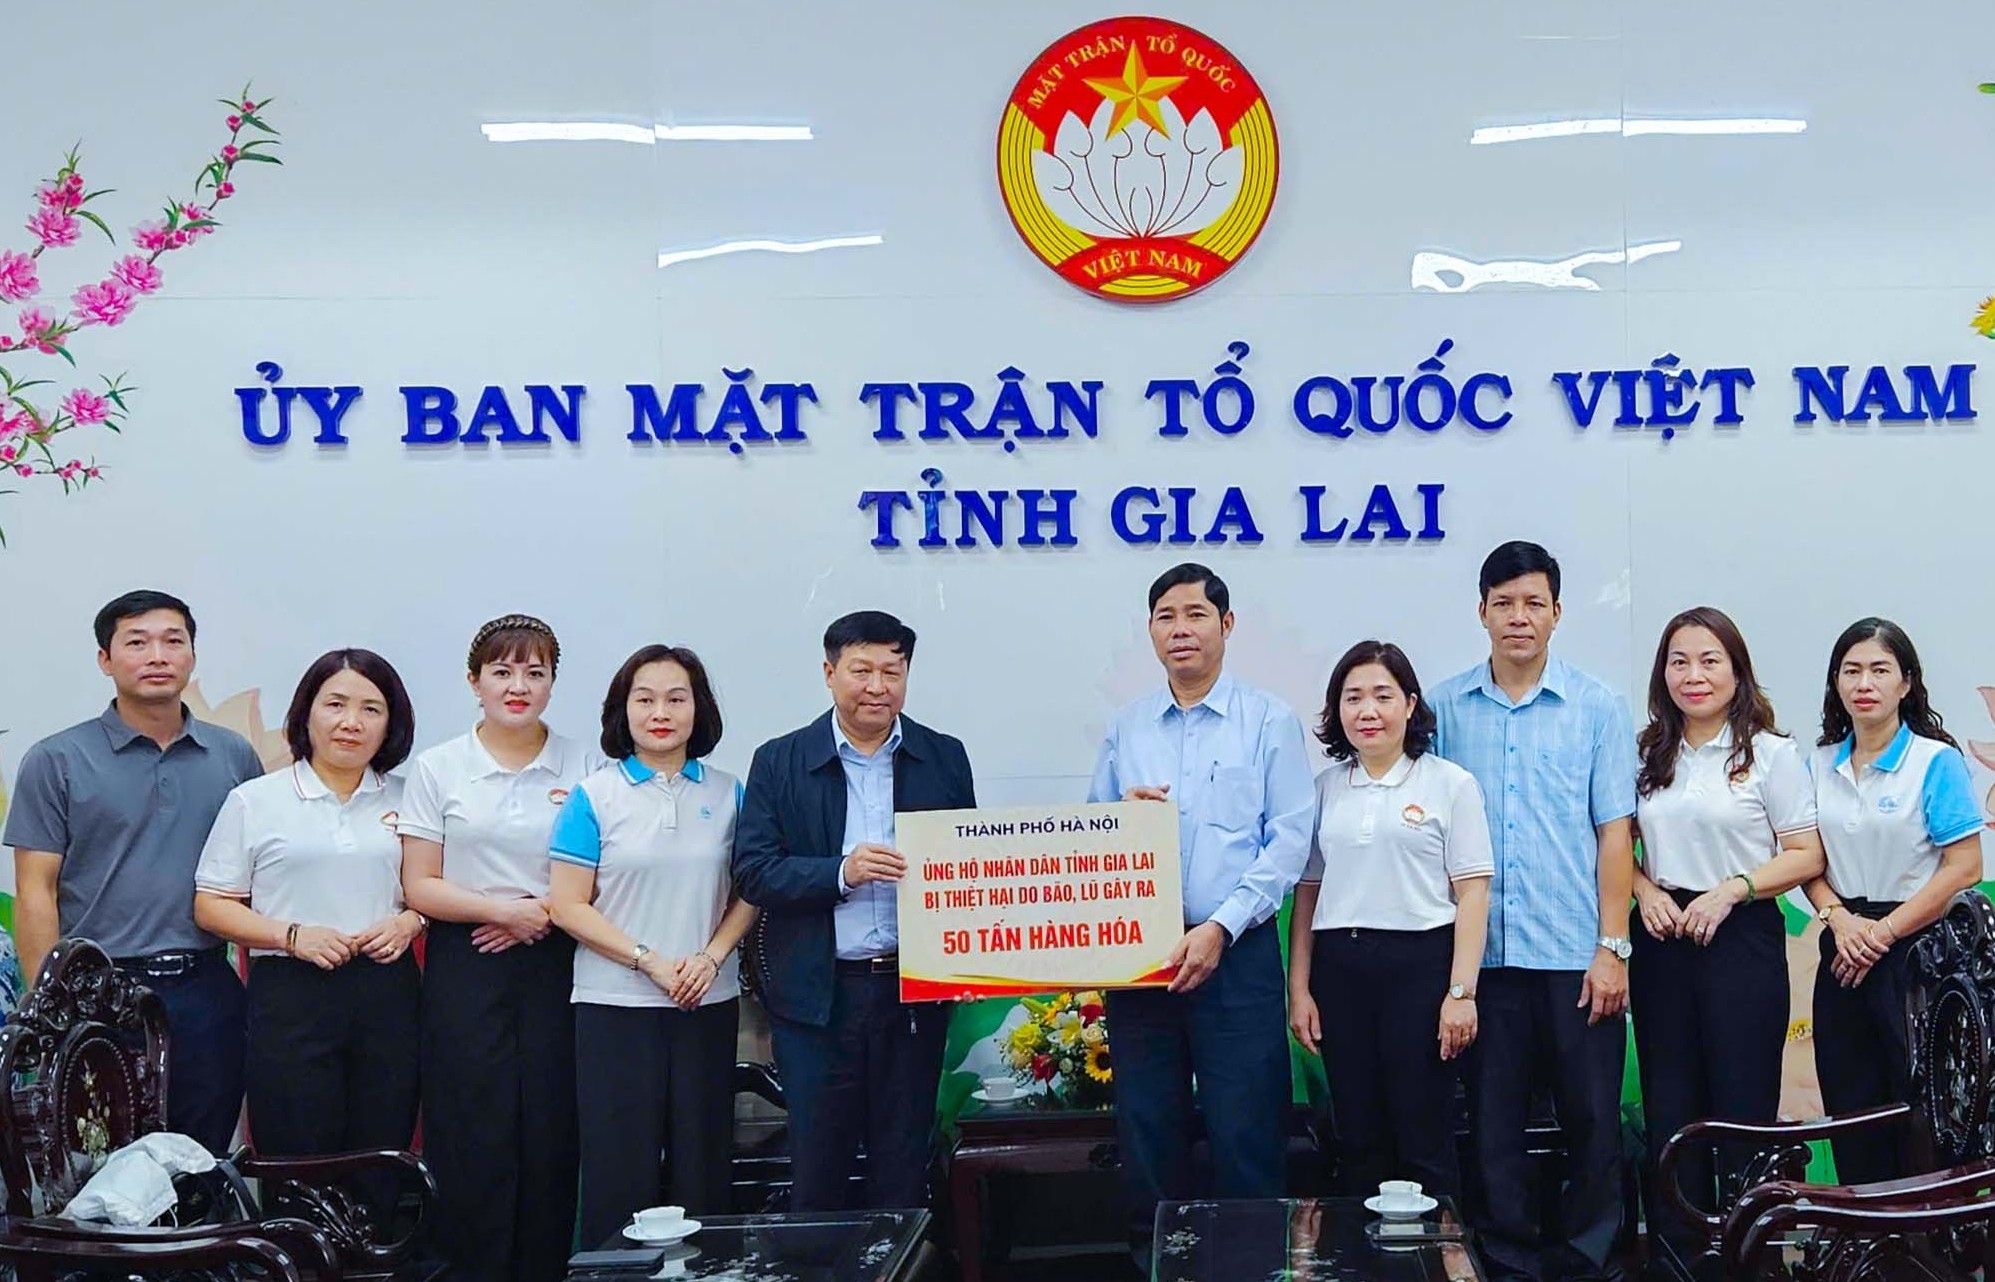 MẶT TRẬN TỔ QUỐC
VIỆT NAM
ỦY BAN MẶT TRẬN TỔ QUỐC VIỆT NAM
TỈNH GIA LAI
THÀNH PHỐ HÀ NỘI
ỦNG HỘ NHÂN DÂN TỈNH GIA LAI
BỊ THIỆT HẠI DO BÃO, LŨ GÂY RA
50 TẤN HÀNG HÓA